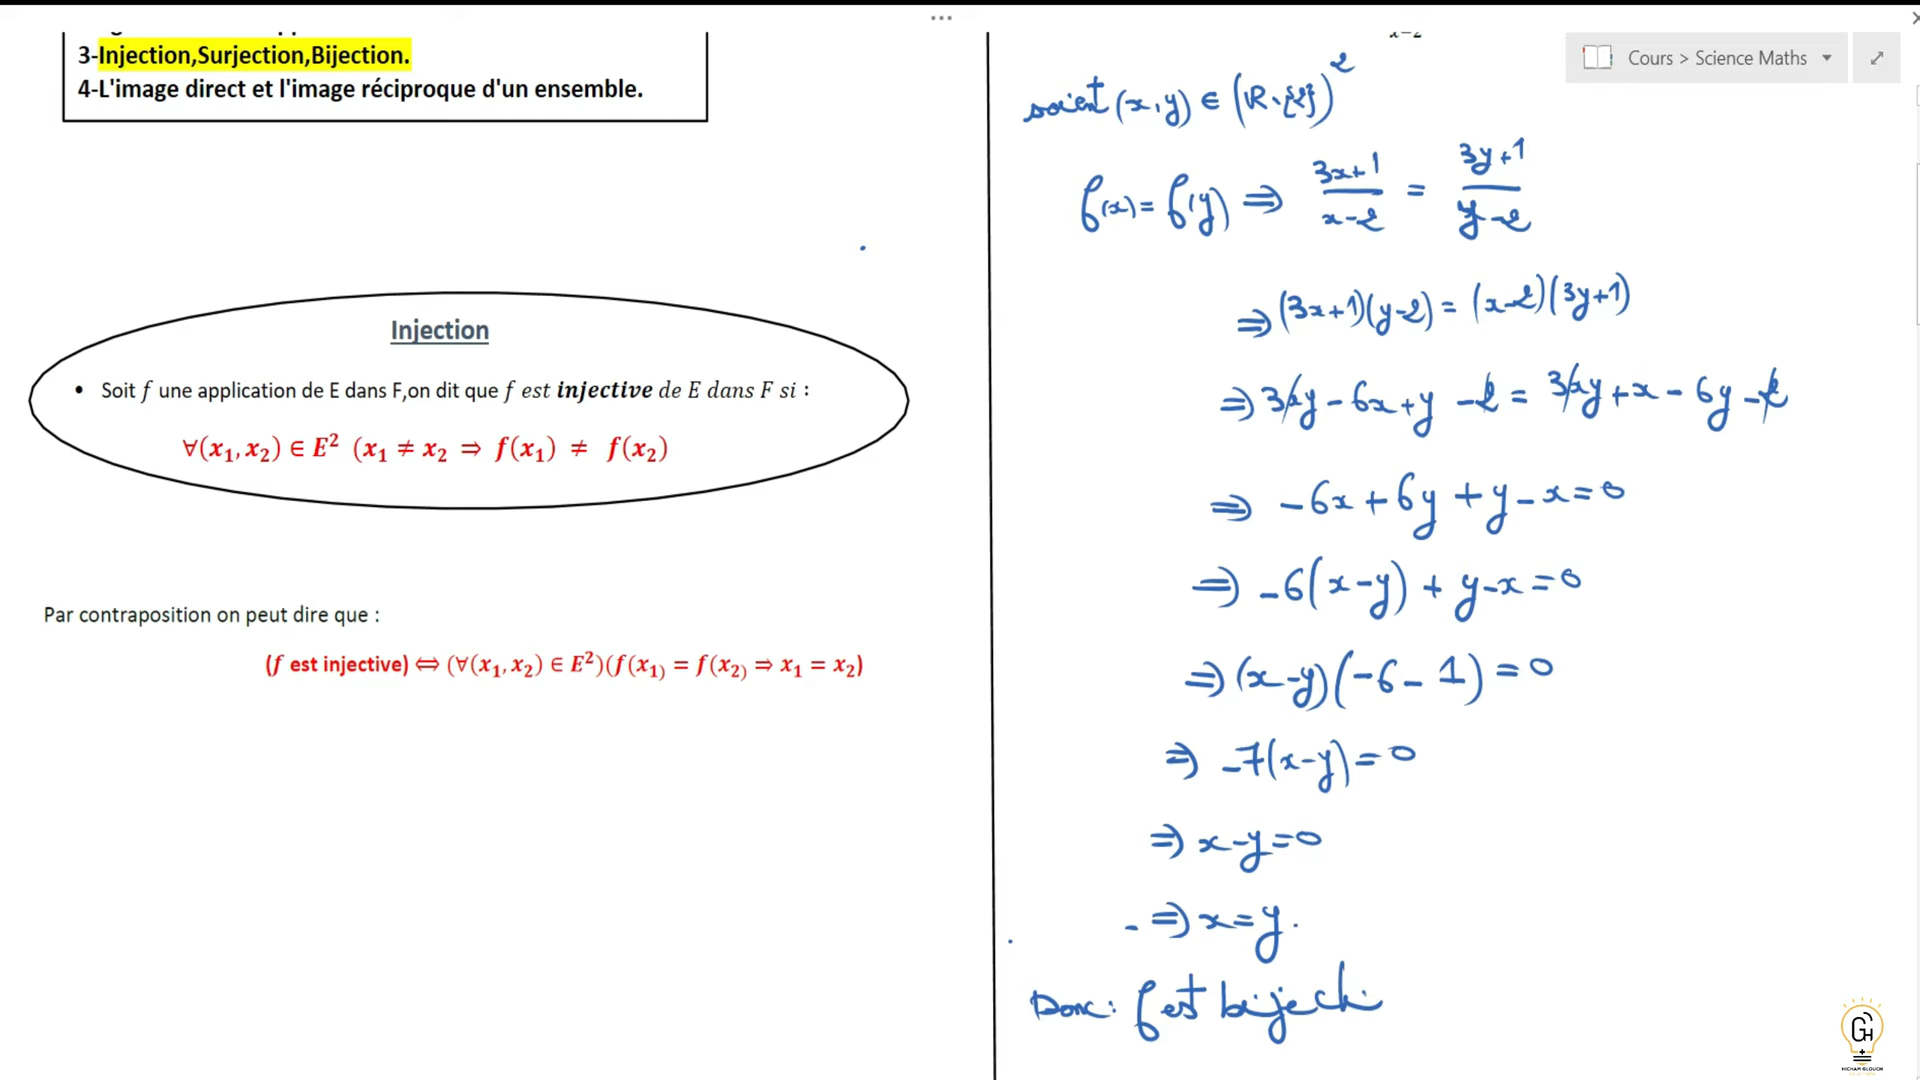 3-Injection,Surjection,Bijection.
4-L'image direct et l'image réciproque d'un ensemble.
Injection
• Soit f une application de E dans F,on dit que f est injective de E dans F si :
∀(x₁, x₂) ∈ E² (x₁ ≠ x₂ ⇒ f(x₁) ≠ f(x₂)
Par contraposition on peut dire que :
(f est injective) ⇔ (∀(x₁, x₂) ∈ E²)(f(x₁) = f(x₂) ⇒ x₁ = x₂)
x−2
Cours > Science Maths
soient (x,y) ∈ (ℝ∖{2})²
f(x) = f(y) ⇒ 3x+1/x-2 = 3y+1/y-2
⇒ (3x+1)(y-2) = (x-2)(3y+1)
⇒ 3xy - 6x + y - 2 = 3xy + x - 6y - 2
⇒ -6x + 6y + y - x = 0
⇒ -6(x-y) + y-x = 0
⇒ (x-y)(-6-1) = 0
⇒ -7(x-y) = 0
⇒ x-y = 0
- ⇒ x = y.
Donc: f est bijecti
GH
HICHAM GLOUCH